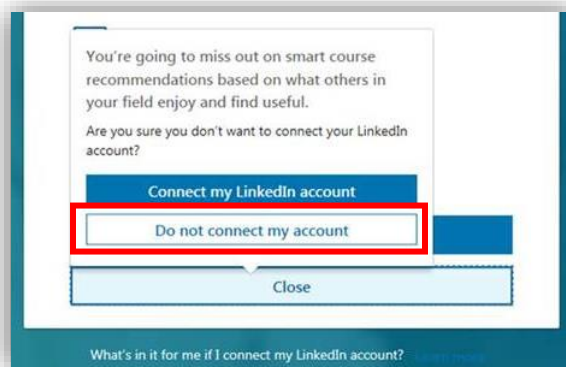 You're going to miss out on smart course
recommendations based on what others in
your field enjoy and find useful.
Are you sure you don't want to connect your LinkedIn
account?
Connect my LinkedIn account
Do not connect my account
Close
What's in it for me if I connect my LinkedIn account? Learn more